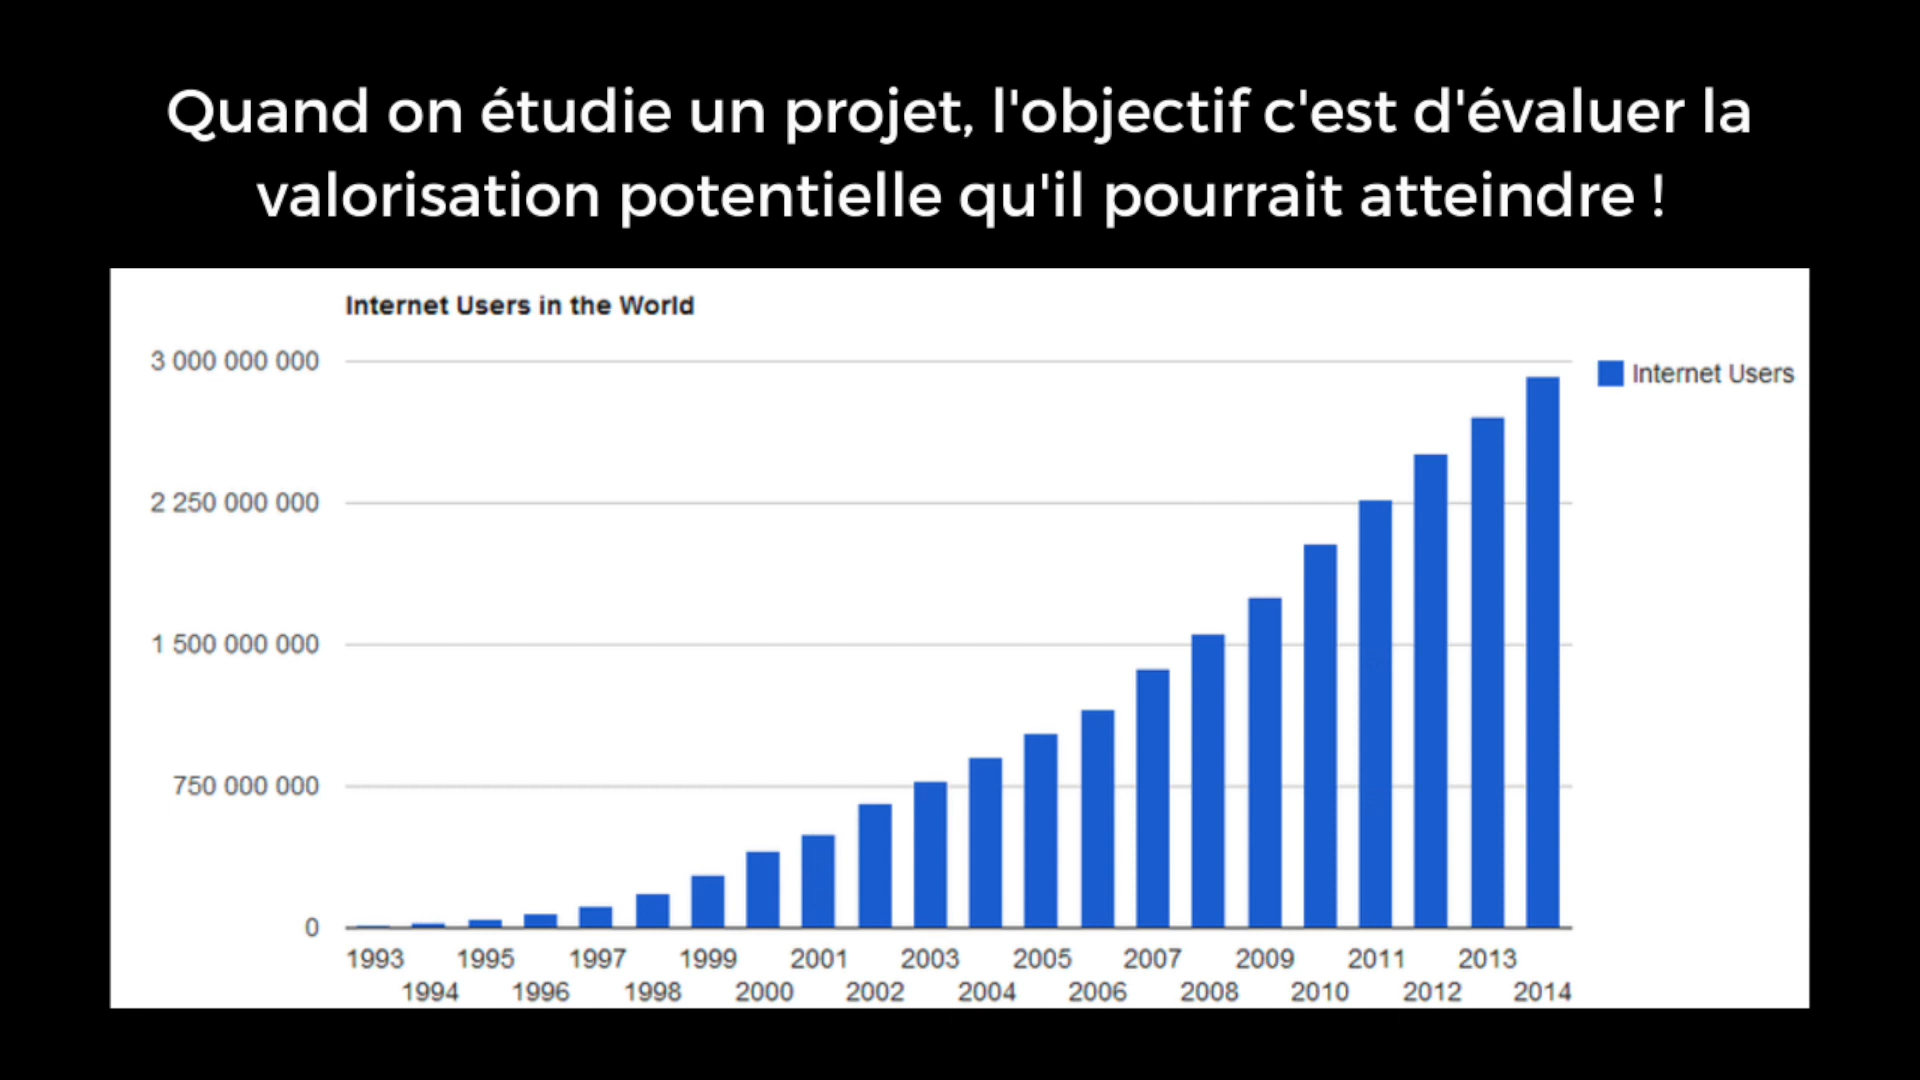 Quand on étudie un projet, l'objectif c'est d'évaluer la
valorisation potentielle qu'il pourrait atteindre !
Internet Users in the World
3 000 000 000
2 250 000 000
1 500 000 000
750 000 000
0
Internet Users
1993 1995 1997 1999 2001 2003 2005 2007 2009 2011 2013
1994 1996 1998 2000 2002 2004 2006 2008 2010 2012 2014